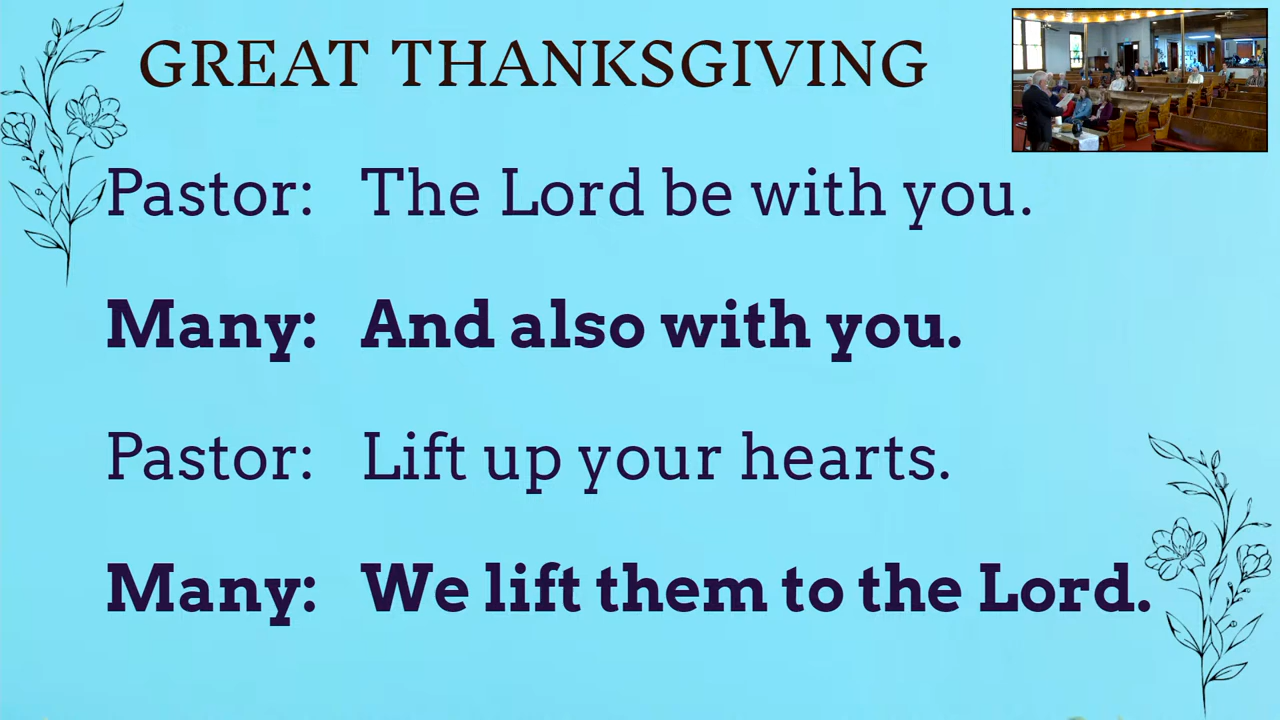 GREAT THANKSGIVING
Pastor: The Lord be with you.
Many: And also with you.
Pastor: Lift up your hearts.
Many: We lift them to the Lord.